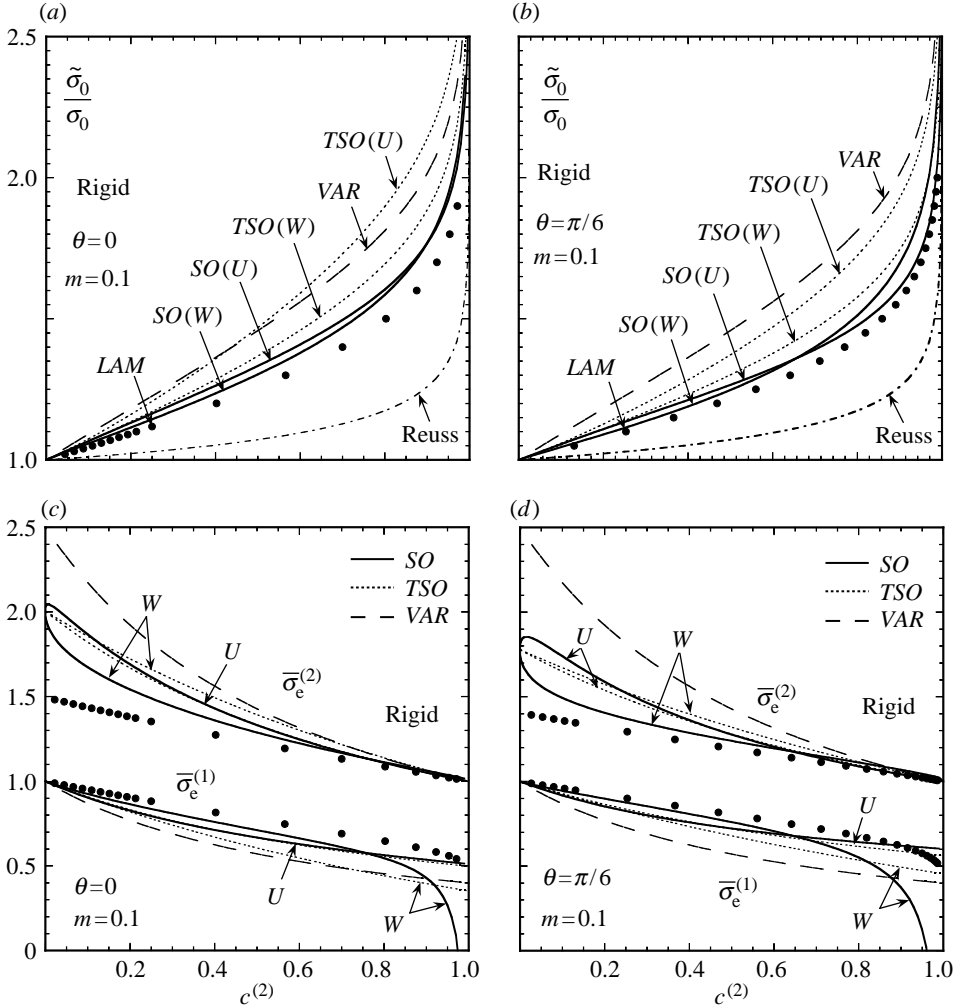 (a)
2.5
2.0
1.0
σ̃₀
σ₀
Rigid
θ=0
m=0.1
TSO(U)
VAR
TSO(W)
SO(U)
SO(W)
LAM
Reuss
(b)
σ̃₀
σ₀
Rigid
θ=π/6
m=0.1
VAR
TSO(U)
TSO(W)
SO(U)
SO(W)
LAM
Reuss
(c)
2.5
2.0
1.5
1.0
0.5
0
SO
TSO
VAR
W
U
σ̅ₑ⁽²⁾
Rigid
σ̅ₑ⁽¹⁾
U
W
θ=0
m=0.1
0.2
0.4
0.6
0.8
1.0
c⁽²⁾
(d)
SO
TSO
VAR
U
W
σ̅ₑ⁽²⁾
Rigid
U
σ̅ₑ⁽¹⁾
W
θ=π/6
m=0.1
0.2
0.4
0.6
0.8
1.0
c⁽²⁾